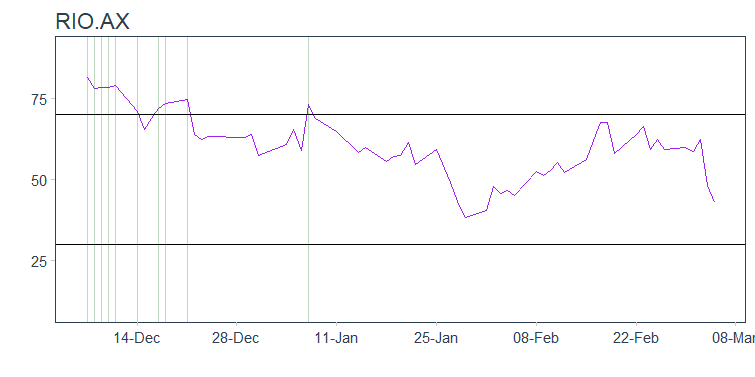 RIO.AX
75
50
25
14-Dec
28-Dec
11-Jan
25-Jan
08-Feb
22-Feb
08-Mar